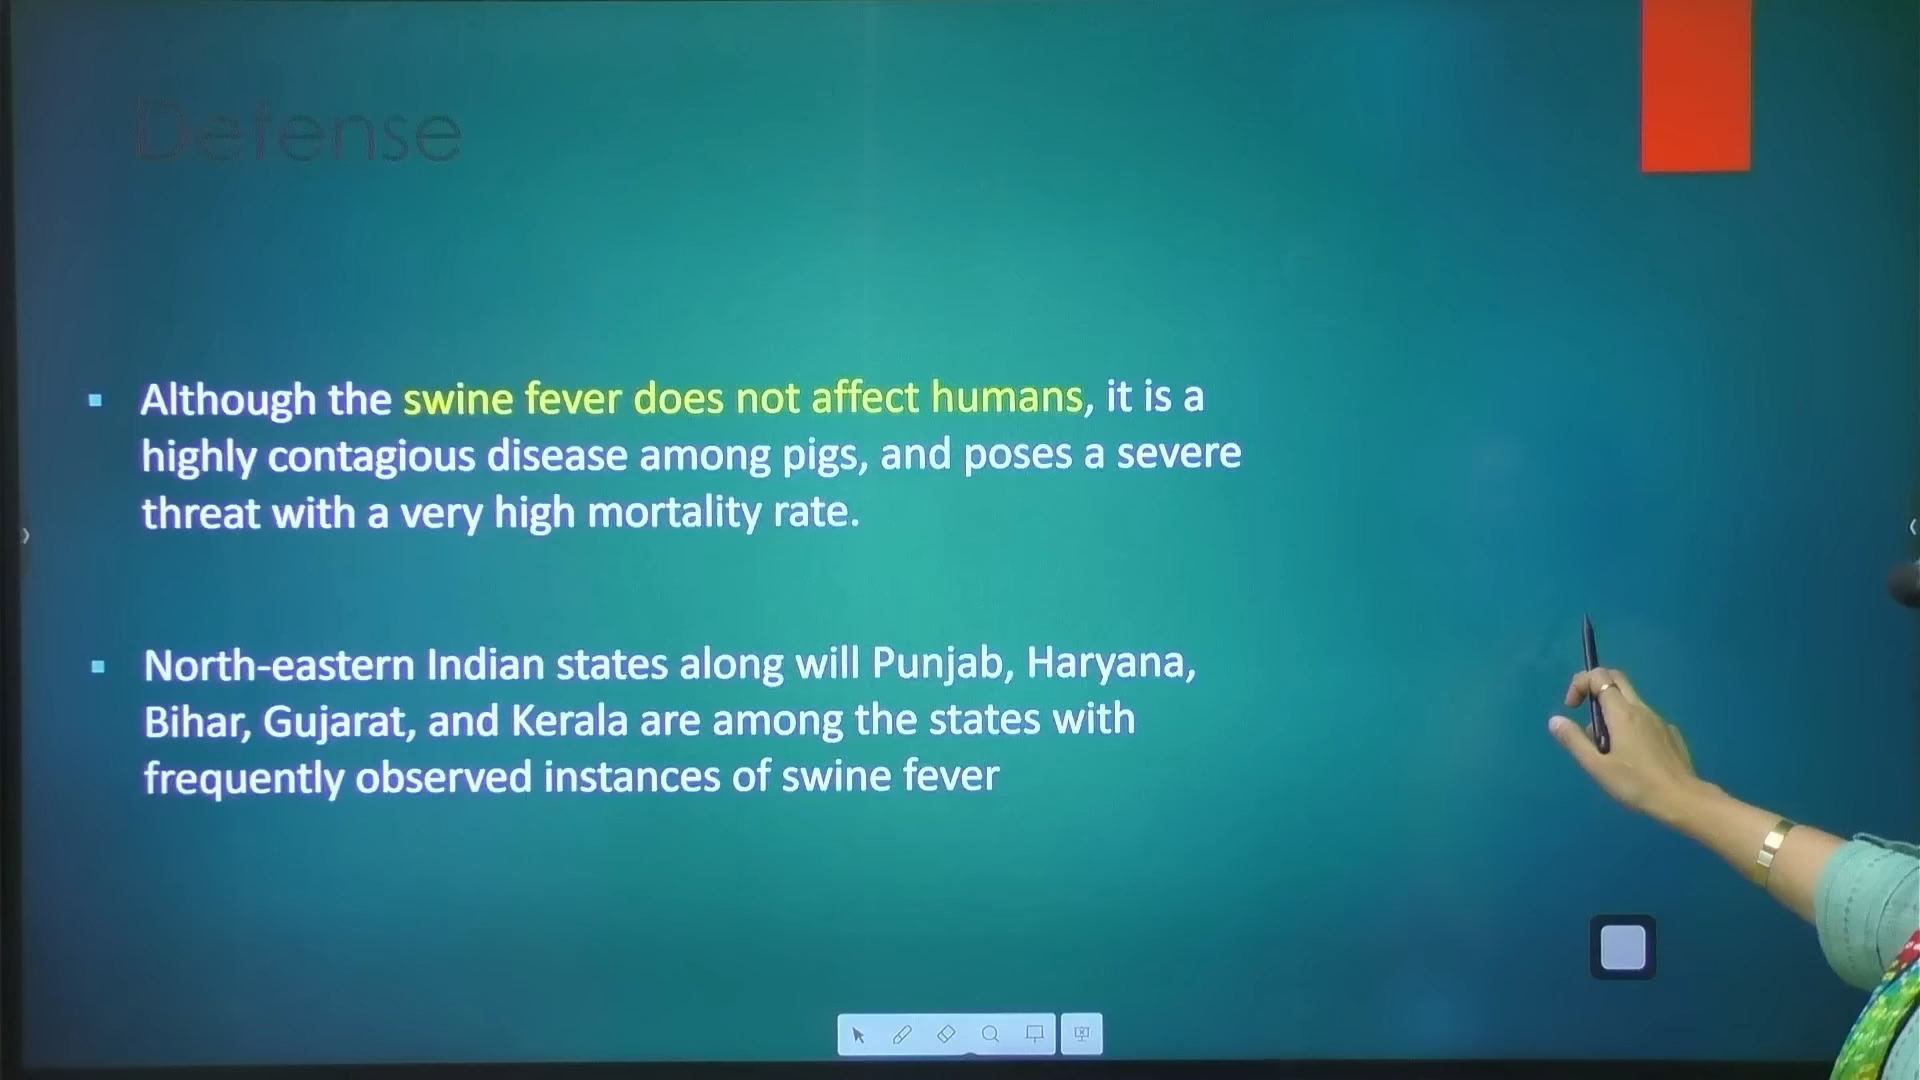 Defense
Although the swine fever does not affect humans, it is a
highly contagious disease among pigs, and poses a severe
threat with a very high mortality rate.
North-eastern Indian states along will Punjab, Haryana,
Bihar, Gujarat, and Kerala are among the states with
frequently observed instances of swine fever